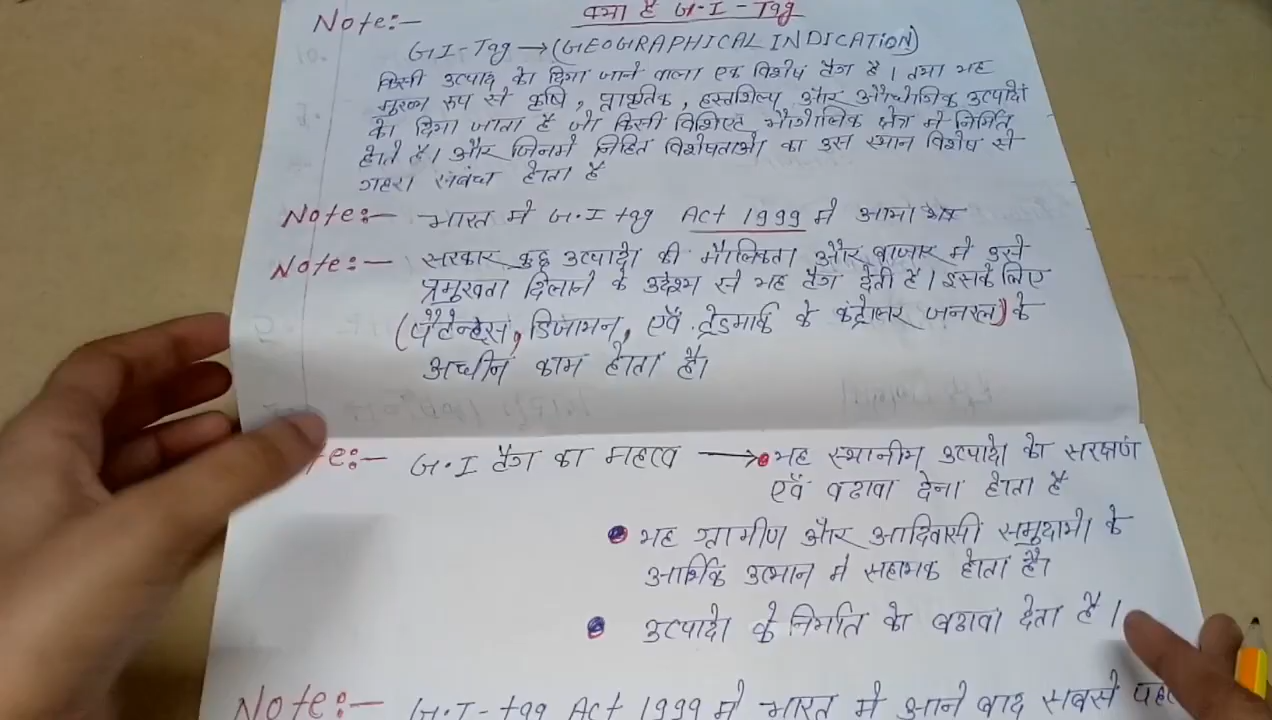 Note:- क्या है G.I-Tag
GI-Tag → (GEOGRAPHICAL INDICATION)
किसी उत्पाद को दिया जाने वाला एक विशेष टैग है। तथा यह
मुख्य रूप से कृषि, प्राकृतिक, हस्तशिल्प और औद्योगिक उत्पादों
को दिया जाता है जो किसी विशिष्ट भौगोलिक क्षेत्र में निर्मित
होते है। और जिनमे निहित विशेषताओं का उस स्थान विशेष से
गहरा संबंध होता है
Note:- भारत में G.I tag Act 1999 में आया था
Note:- सरकार कुछ उत्पादो की मौलिकता और बाजार में उसे
प्रमुखता दिलाने के उद्देश्य से यह टैग देती है। इसके लिए
(पेटेन्ट्स, डिजायन, एवं ट्रेडमार्क के कंट्रोलर जनरल) के
अधीन काम होता है।
te:- G.I टैग का महत्व → • यह स्थानीय उत्पादो को सरक्षण
एवं बढावा देना होता है
• यह ग्रामीण और आदिवासी समुदायो के
आर्थिक उत्थान में सहायक होता है।
• उत्पादो के निर्यात को बढावा देता है।
Note:- G.I-tag Act 1999 में भारत में आने बाद सबसे